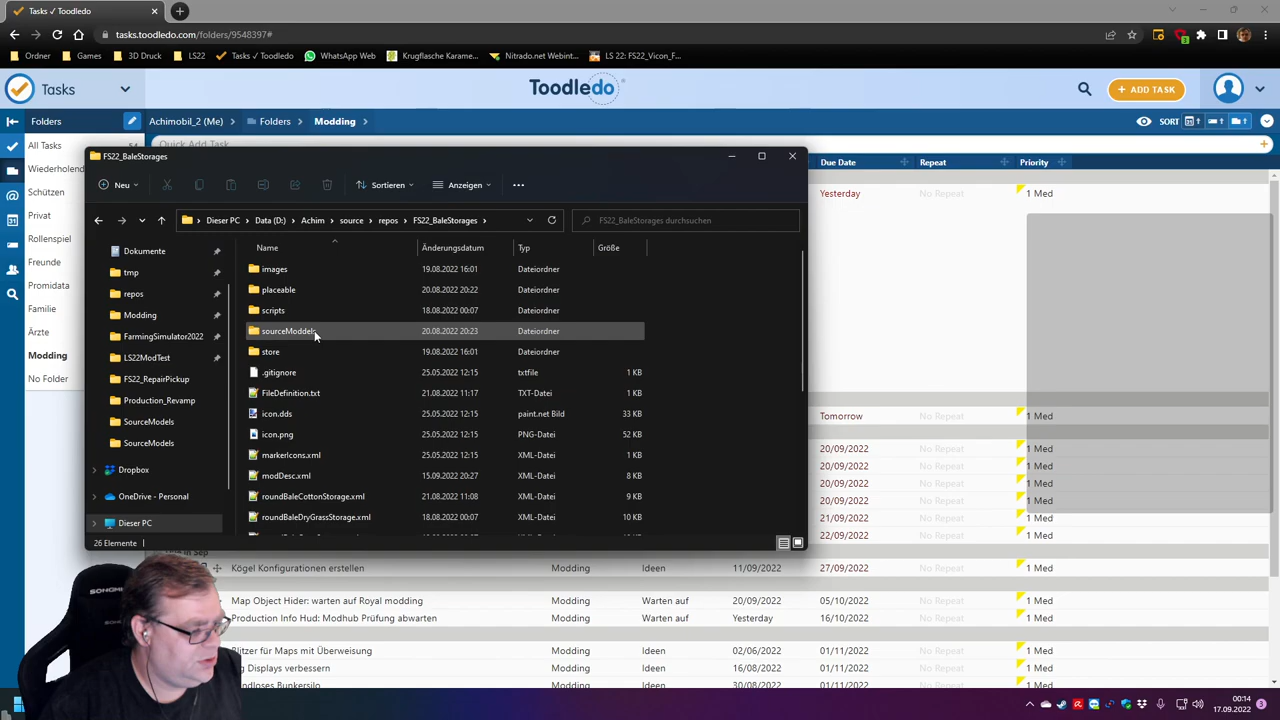 Tasks ✓ Toodledo
tasks.toodledo.com/folders/9548397#
Ordner Games 3D Druck LS22 Tasks ✓ Toodledo WhatsApp Web Krugflasche Karame... Nitrado.net Webint... LS 22: FS22_Vicon_F...
Tasks
Toodledo
+ ADD TASK
Folders
Achimobil_2 (Me) Folders Modding
SORT
All Tasks
Quick Add Task
Wiederholen
Due Date Repeat Priority
Schützen
Yesterday No Repeat 1 Med
Privat
Rollenspiel
Freunde
Promidata
Familie
Ärzte
Modding
No Folder
FS22_BaleStorages
Neu
Sortieren
Anzeigen
Dieser PC Data (D:) Achim source repos FS22_BaleStorages
FS22_BaleStorages durchsuchen
Name Änderungsdatum Typ Größe
Dokumente
tmp
repos
Modding
FarmingSimulator2022
LS22ModTest
FS22_RepairPickup
Production_Revamp
SourceModels
SourceModels
Dropbox
OneDrive - Personal
Dieser PC
images 19.08.2022 16:01 Dateiordner
placeable 20.08.2022 20:22 Dateiordner
scripts 18.08.2022 00:07 Dateiordner
sourceModdels 20.08.2022 20:23 Dateiordner
store 19.08.2022 16:01 Dateiordner
.gitignore 25.05.2022 12:15 txtfile 1 KB
FileDefinition.txt 21.08.2022 11:17 TXT-Datei 1 KB
icon.dds 25.05.2022 12:15 paint.net Bild 33 KB
icon.png 25.05.2022 12:15 PNG-Datei 52 KB
markerIcons.xml 25.05.2022 12:15 XML-Datei 1 KB
modDesc.xml 15.09.2022 20:27 XML-Datei 8 KB
roundBaleCottonStorage.xml 21.08.2022 11:08 XML-Datei 9 KB
roundBaleDryGrassStorage.xml 18.08.2022 00:07 XML-Datei 10 KB
26 Elemente
Tomorrow No Repeat 1 Med
20/09/2022 No Repeat 1 Med
20/09/2022 No Repeat 1 Med
20/09/2022 No Repeat 1 Med
20/09/2022 No Repeat 1 Med
21/09/2022 No Repeat 1 Med
22/09/2022 No Repeat 1 Med
in Sep
Kögel Konfigurationen erstellen Modding Ideen 11/09/2022 27/09/2022 No Repeat 1 Med
Map Object Hider: warten auf Royal modding Modding Warten auf 20/09/2022 05/10/2022 No Repeat 1 Med
Production Info Hud: Modhub Prüfung abwarten Modding Warten auf Yesterday 16/10/2022 No Repeat 1 Med
Blitzer für Maps mit Überweisung Modding Ideen 02/06/2022 01/11/2022 No Repeat 1 Med
Displays verbessern Modding Ideen 16/08/2022 01/11/2022 No Repeat 1 Med
Bunkersilo Modding Ideen 30/08/2022 01/11/2022 No Repeat 1 Med
00:14
17.09.2022